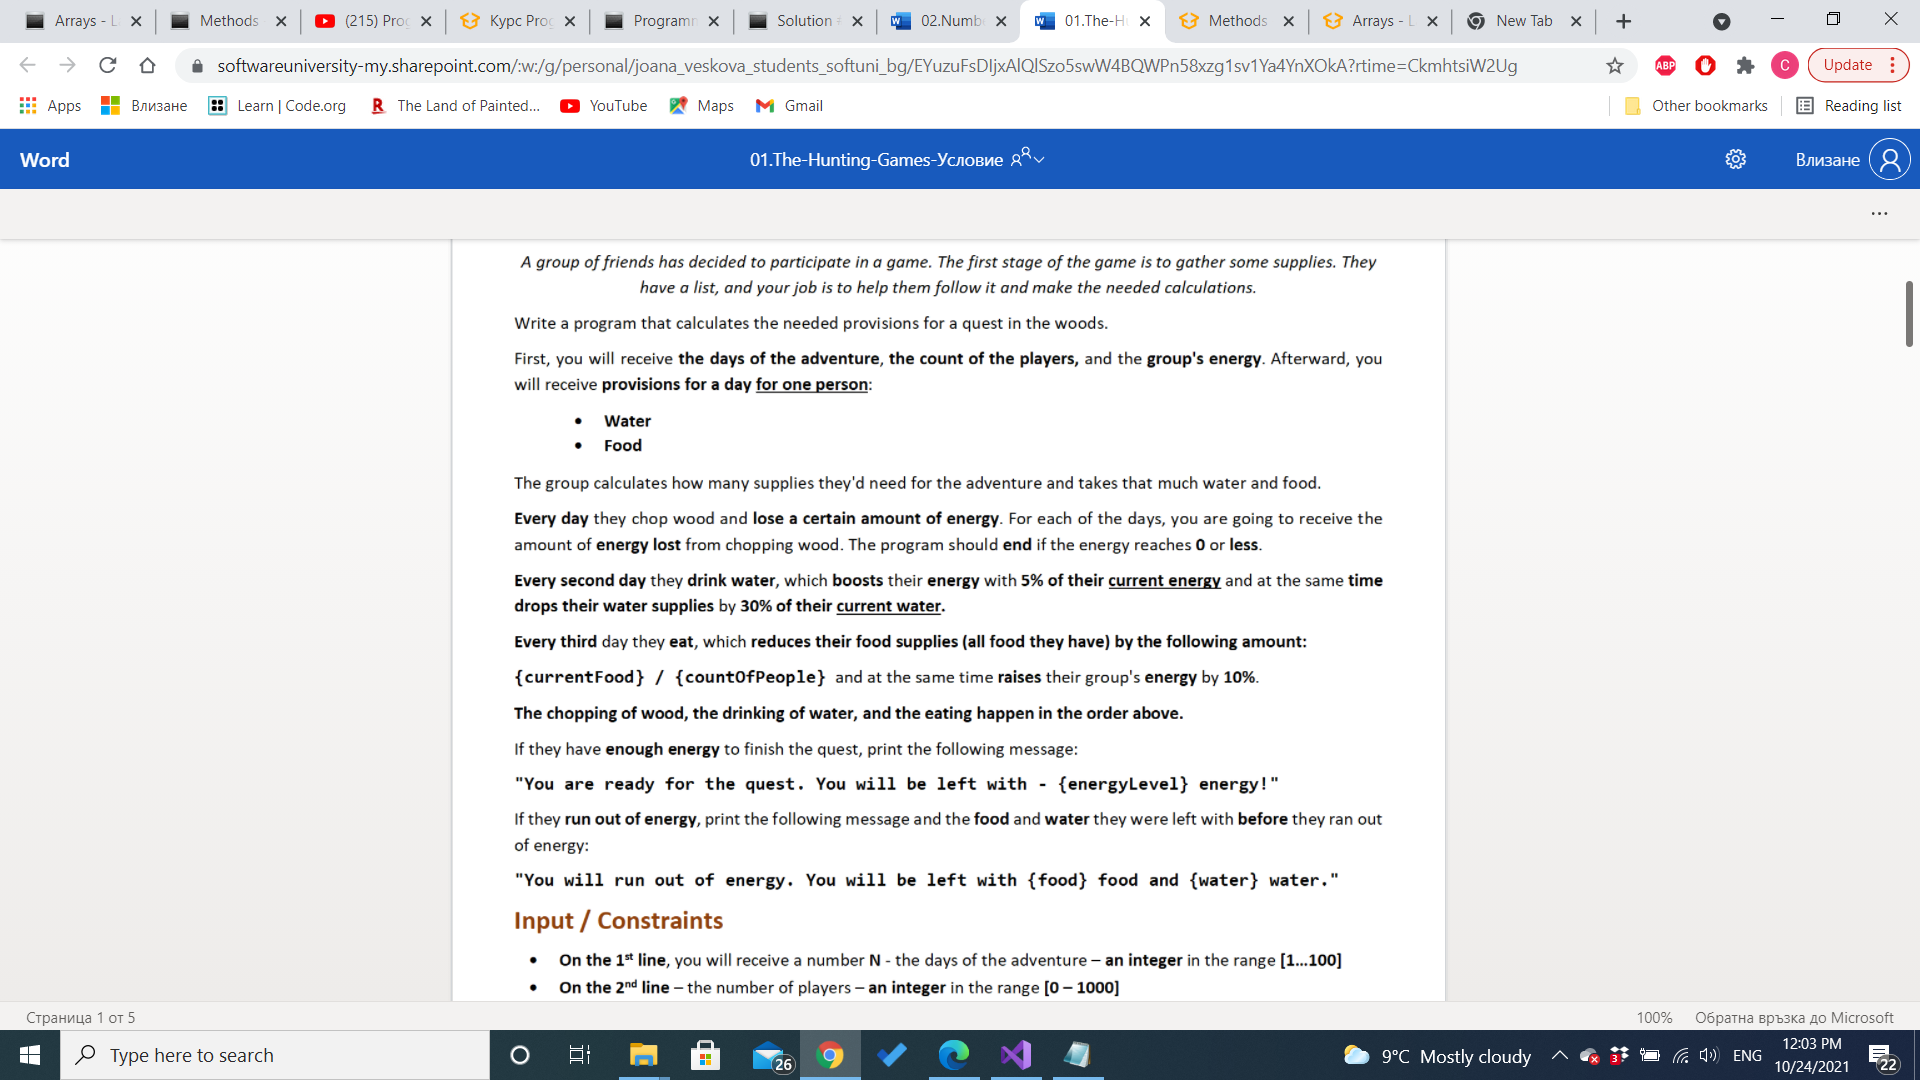 Arrays - L
Methods
(215) Prog
Курс Prog
Programm
Solution #
02.Numb
01.The-H
Methods
Arrays - L
New Tab
softwareuniversity-my.sharepoint.com/:w:/g/personal/joana_veskova_students_softuni_bg/EYuzuFsDIjxAlQlSzo5swW4BQWPn58xzg1sv1Ya4YnXOkA?rtime=CkmhtsiW2Ug
ABP
C
Update
Apps
Влизане
Learn | Code.org
The Land of Painted...
YouTube
Maps
Gmail
Other bookmarks
Reading list
Word
01.The-Hunting-Games-Условие
Влизане
A group of friends has decided to participate in a game. The first stage of the game is to gather some supplies. They
have a list, and your job is to help them follow it and make the needed calculations.
Write a program that calculates the needed provisions for a quest in the woods.
First, you will receive the days of the adventure, the count of the players, and the group's energy. Afterward, you
will receive provisions for a day for one person:
• Water
• Food
The group calculates how many supplies they'd need for the adventure and takes that much water and food.
Every day they chop wood and lose a certain amount of energy. For each of the days, you are going to receive the
amount of energy lost from chopping wood. The program should end if the energy reaches 0 or less.
Every second day they drink water, which boosts their energy with 5% of their current energy and at the same time
drops their water supplies by 30% of their current water.
Every third day they eat, which reduces their food supplies (all food they have) by the following amount:
{currentFood} / {countOfPeople} and at the same time raises their group's energy by 10%.
The chopping of wood, the drinking of water, and the eating happen in the order above.
If they have enough energy to finish the quest, print the following message:
"You are ready for the quest. You will be left with - {energyLevel} energy!"
If they run out of energy, print the following message and the food and water they were left with before they ran out
of energy:
"You will run out of energy. You will be left with {food} food and {water} water."
Input / Constraints
• On the 1st line, you will receive a number N - the days of the adventure – an integer in the range [1…100]
• On the 2nd line – the number of players – an integer in the range [0 – 1000]
Страница 1 от 5
100%
Обратна връзка до Microsoft
Type here to search
26
9°C Mostly cloudy
3
ENG
12:03 PM
10/24/2021
22